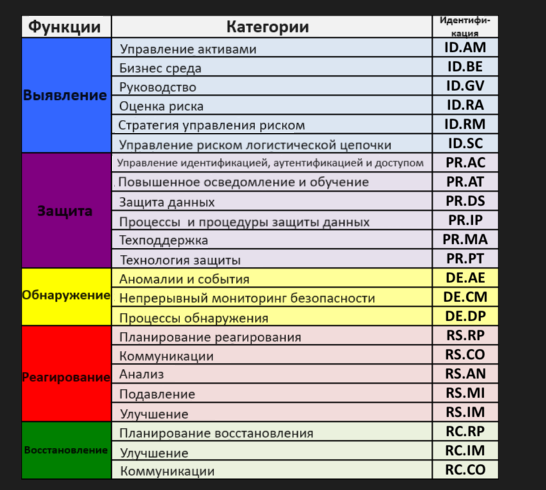 Функции Категории Идентифи-
кация
Управление активами ID.AM
Бизнес среда ID.BE
Руководство ID.GV
Выявление
Оценка риска ID.RA
Стратегия управления риском ID.RM
Управление риском логистической цепочки ID.SC
Управление идентификацией, аутентификацией и доступом PR.AC
Повышенное осведомление и обучение PR.AT
Защита данных PR.DS
Защита
Процессы и процедуры защиты данных PR.IP
Техподдержка PR.MA
Технология защиты PR.PT
Аномалии и события DE.AE
Обнаружение Непрерывный мониторинг безопасности DE.CM
Процессы обнаружения DE.DP
Планирование реагирования RS.RP
Коммуникации RS.CO
Реагирование Анализ RS.AN
Подавление RS.MI
Улучшение RS.IM
Планирование восстановления RC.RP
Восстановление Улучшение RC.IM
Коммуникации RC.CO